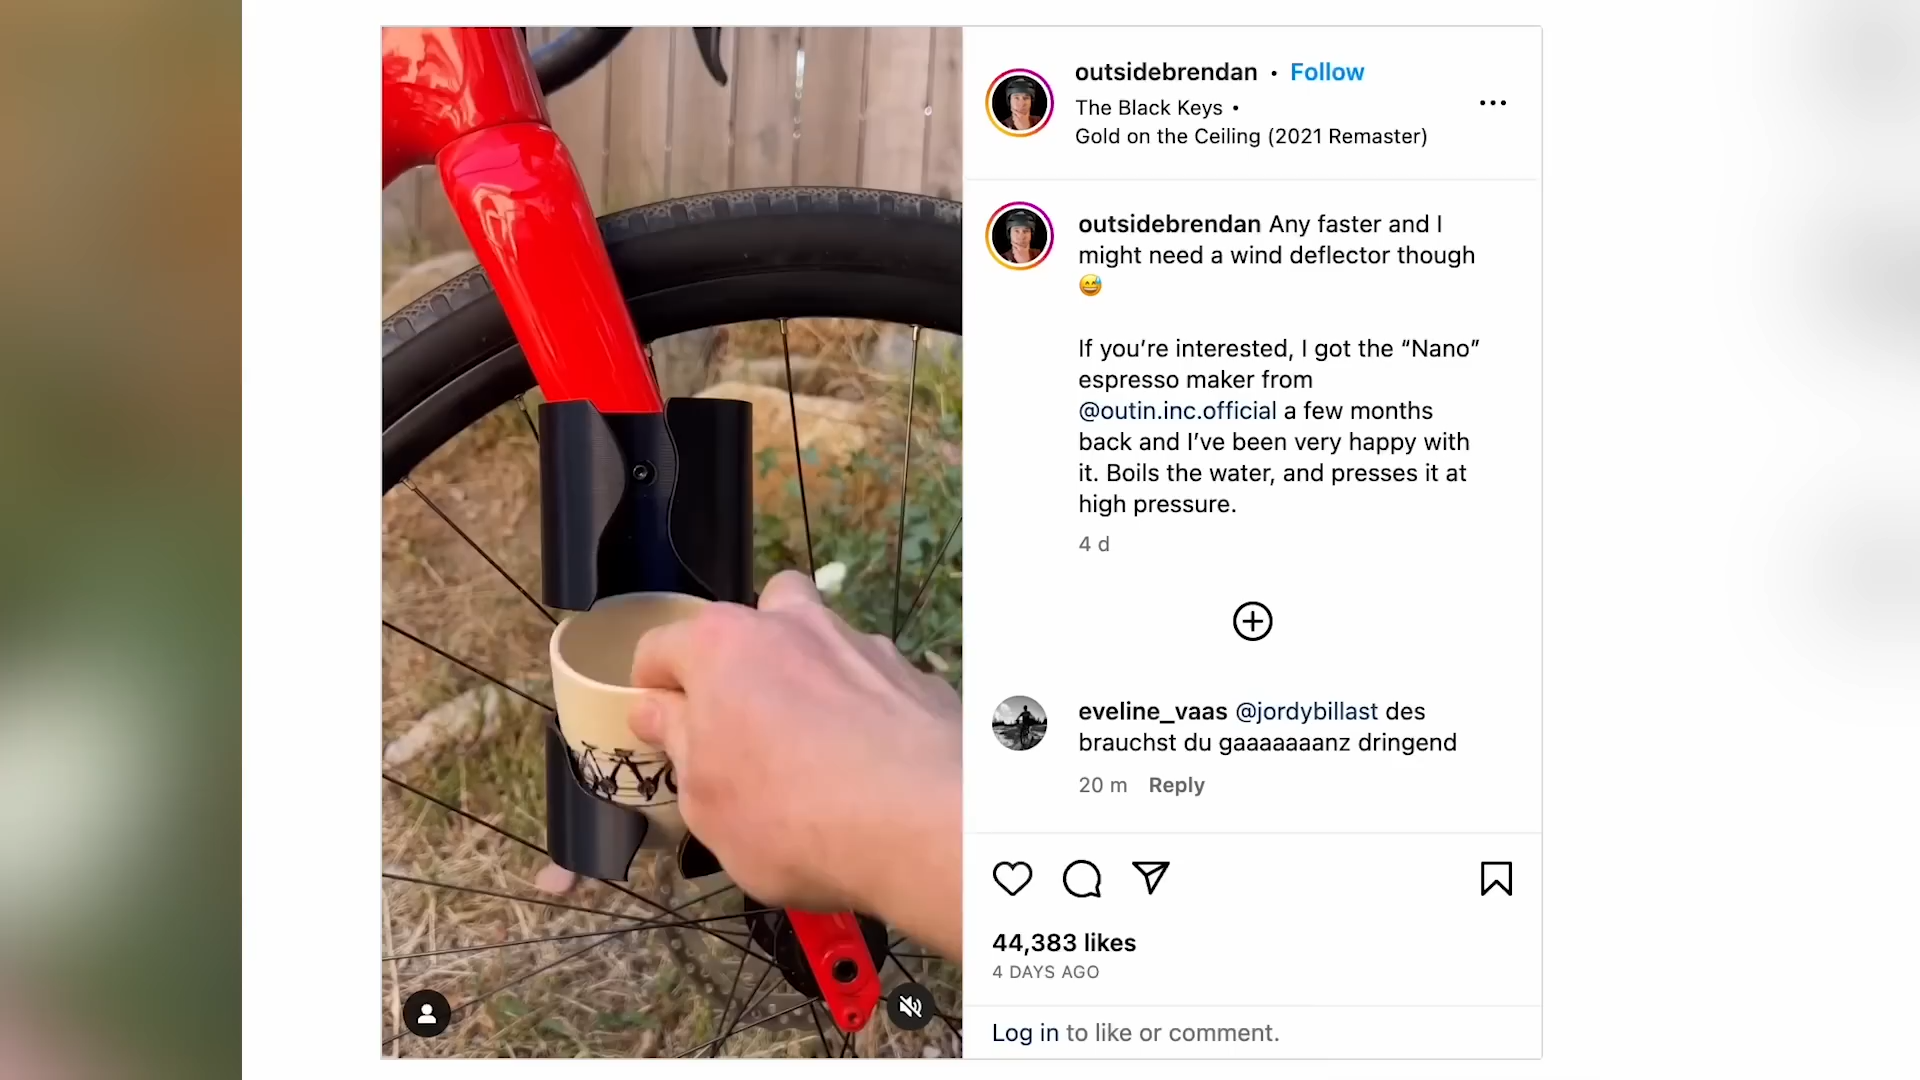 outsidebrendan • Follow
The Black Keys •
Gold on the Ceiling (2021 Remaster)
outsidebrendan Any faster and I
might need a wind deflector though
😅
If you’re interested, I got the “Nano”
espresso maker from
@outin.inc.official a few months
back and I’ve been very happy with
it. Boils the water, and presses it at
high pressure.
4 d
eveline_vaas @jordybillast des
brauchst du gaaaaaaanz dringend
20 m Reply
44,383 likes
4 DAYS AGO
Log in to like or comment.